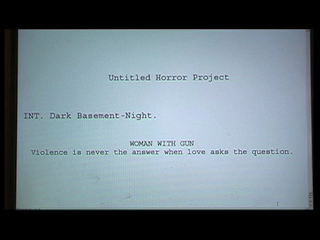 Untitled Horror Project
INT. Dark Basement-Night.
WOMAN WITH GUN
Violence is never the answer when love asks the question.